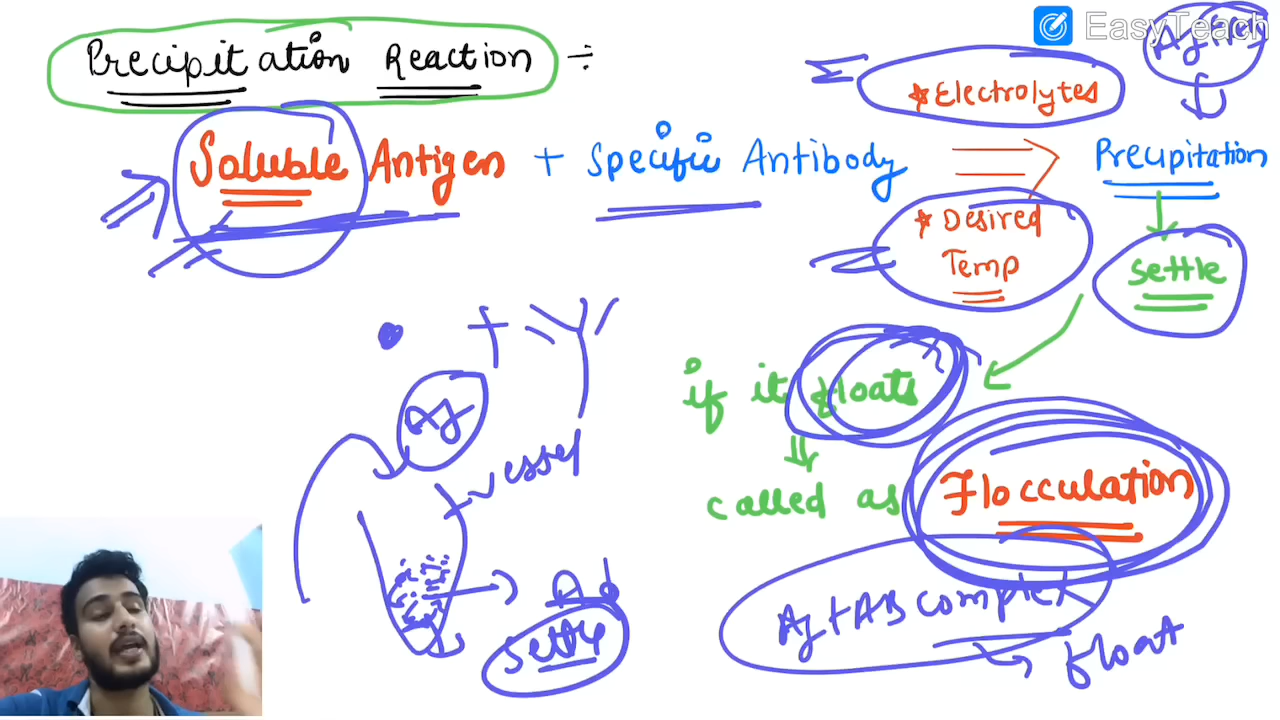 EasyTeach
Precipitation Reaction ÷
* Electrolytes
Soluble Antigen + Specific Antibody
Precipitation
* Desired
Temp
Settle
+
if it floats
Ag
vessel
called as Flocculation
Ab
Settle
Ag + Ab complex
float